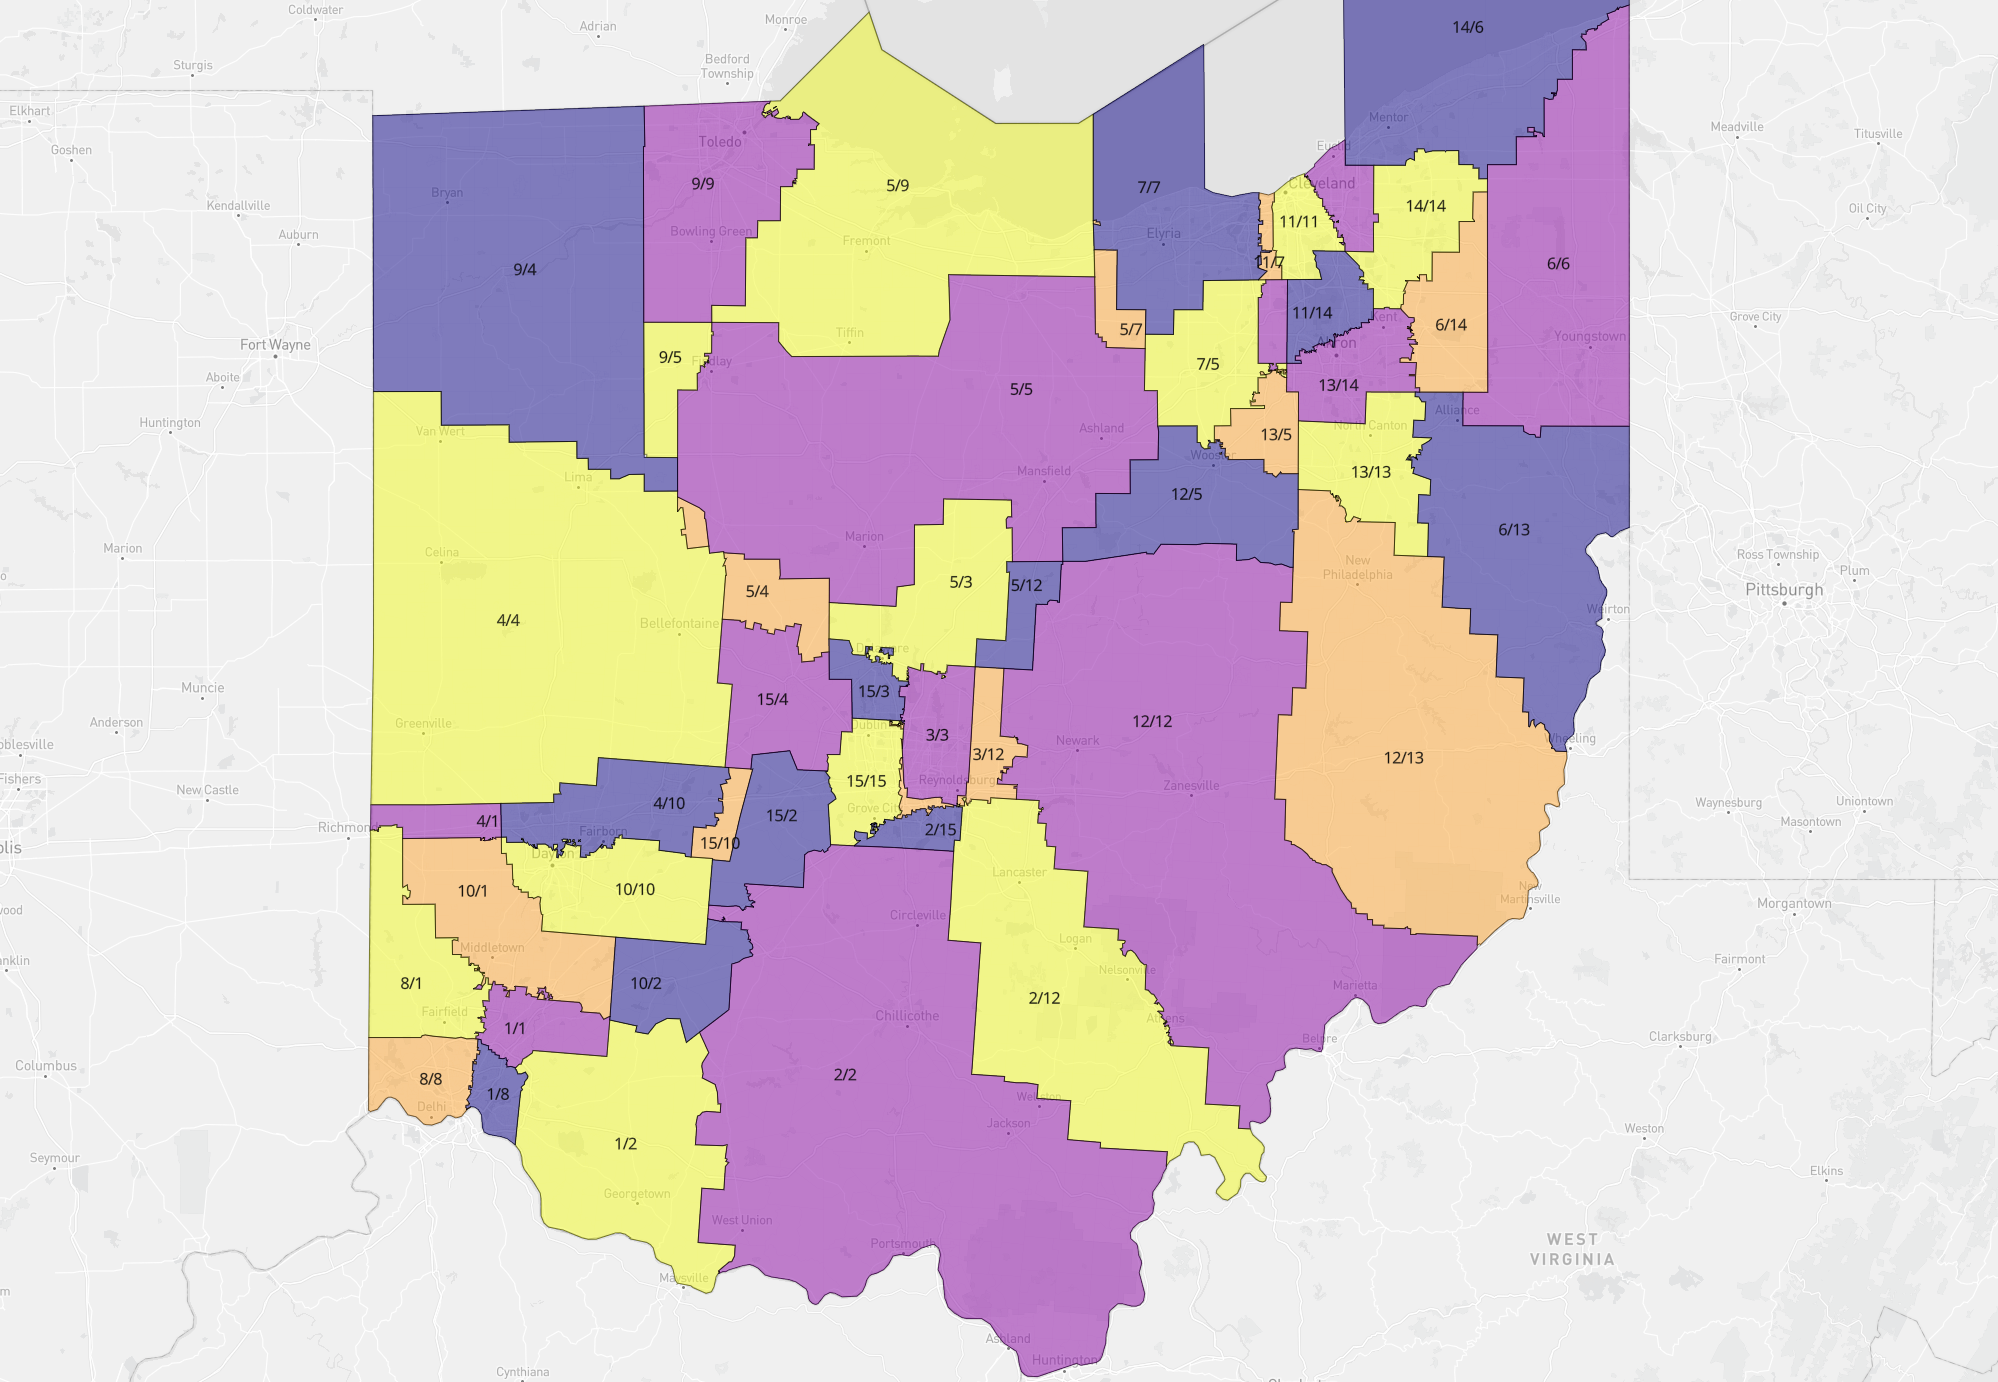 Coldwater
Adrian
Monroe
14/6
Sturgis
Bedford
Township
Elkhart
Mentor
Meadville
Titusville
Goshen
Toledo
Euclid
9/9
5/9
7/7
Cleveland
Bryan
14/14
Kendallville
11/11
Oil City
Auburn
Bowling Green
Fremont
Elyria
9/4
11/7
6/6
11/14
Grove City
Kent
5/7
6/14
Fort Wayne
Tiffin
Akron
Youngstown
9/5
Findlay
7/5
Aboite
5/5
13/14
Alliance
Huntington
Van Wert
Ashland
North Canton
13/5
Wooster
Lima
Mansfield
13/13
12/5
Marion
6/13
Marion
Celina
New
Philadelphia
Ross Township
Plum
5/3
5/12
5/4
Pittsburgh
Weirton
4/4
Bellefontaine
Muncie
15/3
15/4
Anderson
Greenville
Dublin
3/3
12/12
Newark
Wheeling
3/12
12/13
Fishers
New Castle
15/15
Reynoldsburg
Zanesville
4/10
Grove City
15/2
Waynesburg
Uniontown
Masontown
4/1
Richmond
Fairborn
2/15
15/10
Dayton
10/1
10/10
Lancaster
New
Martinsville
Circleville
Morgantown
Middletown
Logan
Fairmont
8/1
10/2
Nelsonville
2/12
Marietta
Fairfield
Chillicothe
1/1
Athens
Belpre
Clarksburg
Columbus
8/8
2/2
1/8
Wellston
Delhi
Jackson
Weston
1/2
Seymour
Elkins
Georgetown
West Union
WEST
VIRGINIA
Portsmouth
Maysville
Ashland
Huntington
Cynthiana